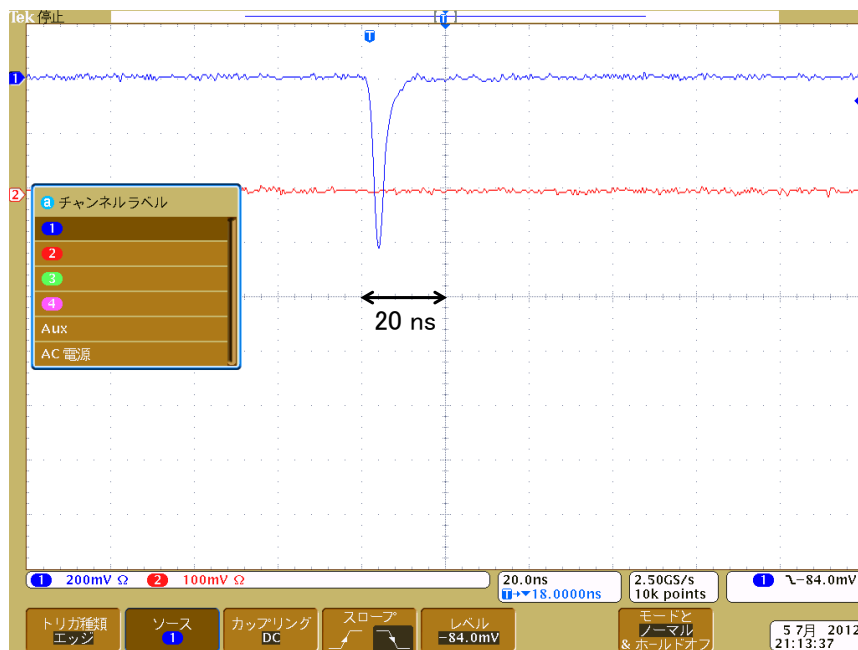 Tek 停止
T
T
1
2
a チャンネルラベル
1
2
3
4
Aux
AC 電源
20 ns
1 200mV Ω 2 100mV Ω
20.0ns
T→▼18.0000ns
2.50GS/s
10k points
1 -84.0mV
トリガ種類
エッジ
ソース
1
カップリング
DC
スロープ
レベル
-84.0mV
モードと
ノーマル
& ホールドオフ
5 7月 2012
21:13:37